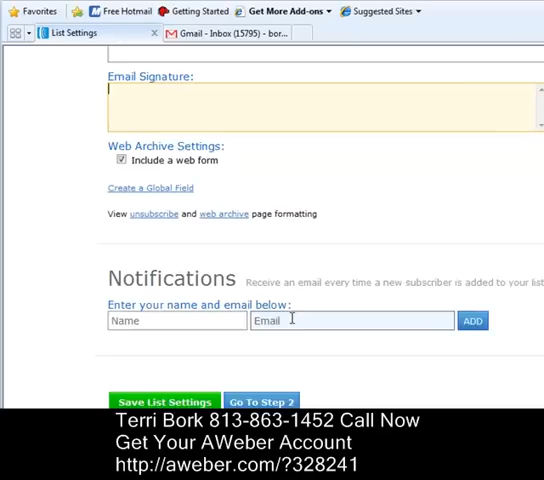 Favorites Free Hotmail Getting Started Get More Add-ons Suggested Sites
List Settings Gmail - Inbox (15795) - bor...
Email Signature:
Web Archive Settings:
Include a web form
Create a Global Field
View unsubscribe and web archive page formatting
Notifications Receive an email every time a new subscriber is added to your list
Enter your name and email below:
Name Email ADD
Save List Settings Go To Step 2
Terri Bork 813-863-1452 Call Now
Get Your AWeber Account
http://aweber.com/?328241